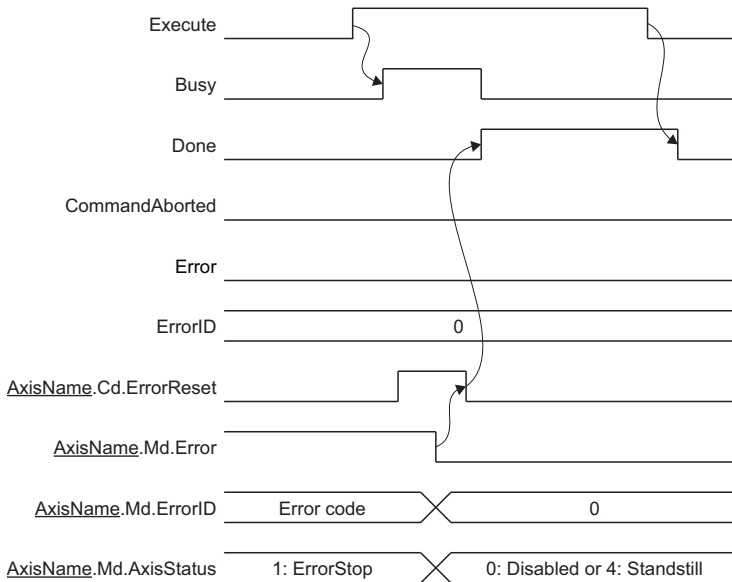 Execute
Busy
Done
CommandAborted
Error
ErrorID
0
AxisName.Cd.ErrorReset
AxisName.Md.Error
AxisName.Md.ErrorID
Error code
0
AxisName.Md.AxisStatus
1: ErrorStop
0: Disabled or 4: Standstill